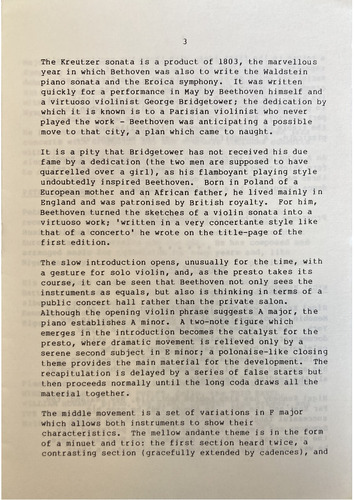 3
The Kreutzer sonata is a product of 1803, the marvellous
year in which Bethoven was also to write the Waldstein
piano sonata and the Eroica symphony. It was written
quickly for a performance in May by Beethoven himself and
a virtuoso violinist George Bridgetower; the dedication by
which it is known is to a Parisian violinist who never
played the work - Beethoven was anticipating a possible
move to that city, a plan which came to naught.
It is a pity that Bridgetower has not received his due
fame by a dedication (the two men are supposed to have
quarrelled over a girl), as his flamboyant playing style
undoubtedly inspired Beethoven. Born in Poland of a
European mother and an African father, he lived mainly in
England and was patronised by British royalty. For him,
Beethoven turned the sketches of a violin sonata into a
virtuoso work; 'written in a very concertante style like
that of a concerto' he wrote on the title-page of the
first edition.
The slow introduction opens, unusually for the time, with
a gesture for solo violin, and, as the presto takes its
course, it can be seen that Beethoven not only sees the
instruments as equals, but also is thinking in terms of a
public concert hall rather than the private salon.
Although the opening violin phrase suggests A major, the
piano establishes A minor. A two-note figure which
emerges in the introduction becomes the catalyst for the
presto, where dramatic movement is relieved only by a
serene second subject in E minor; a polonaise-like closing
theme provides the main material for the development. The
recapitulation is delayed by a series of false starts but
then proceeds normally until the long coda draws all the
material together.
The middle movement is a set of variations in F major
which allows both instruments to show their
characteristics. The mellow andante theme is in the form
of a minuet and trio: the first section heard twice, a
contrasting section (gracefully extended by cadences), and